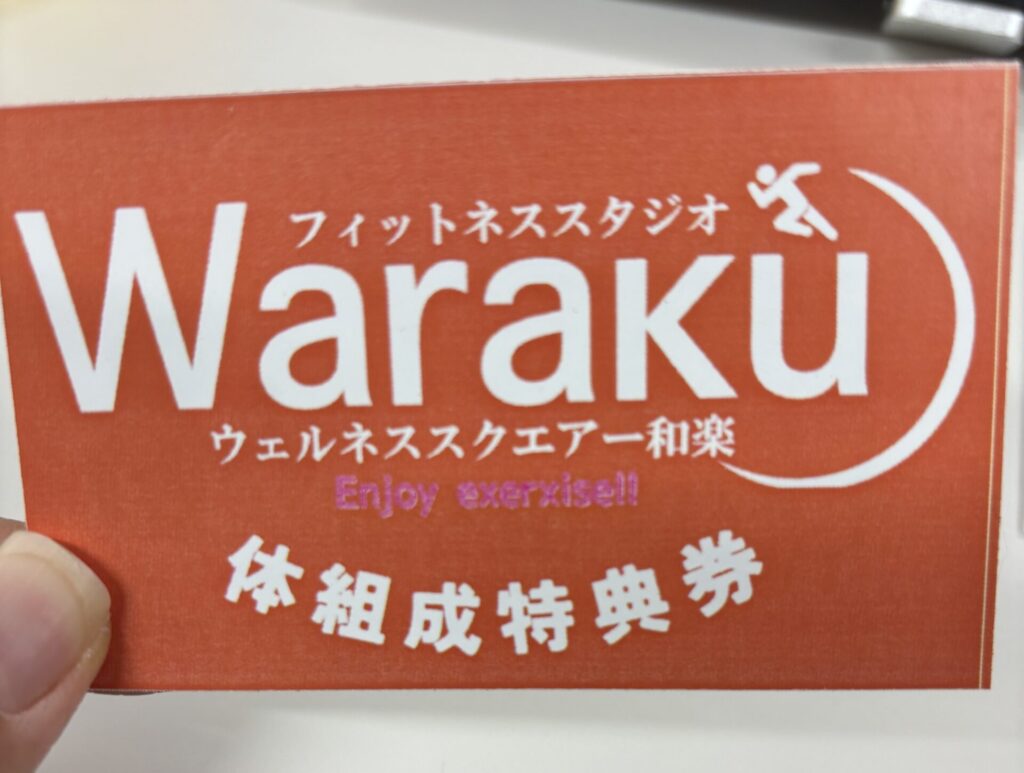 フィットネススタジオ
Waraku
ウェルネススクエアー和楽
Enjoy exerxise!!
体組成特典券